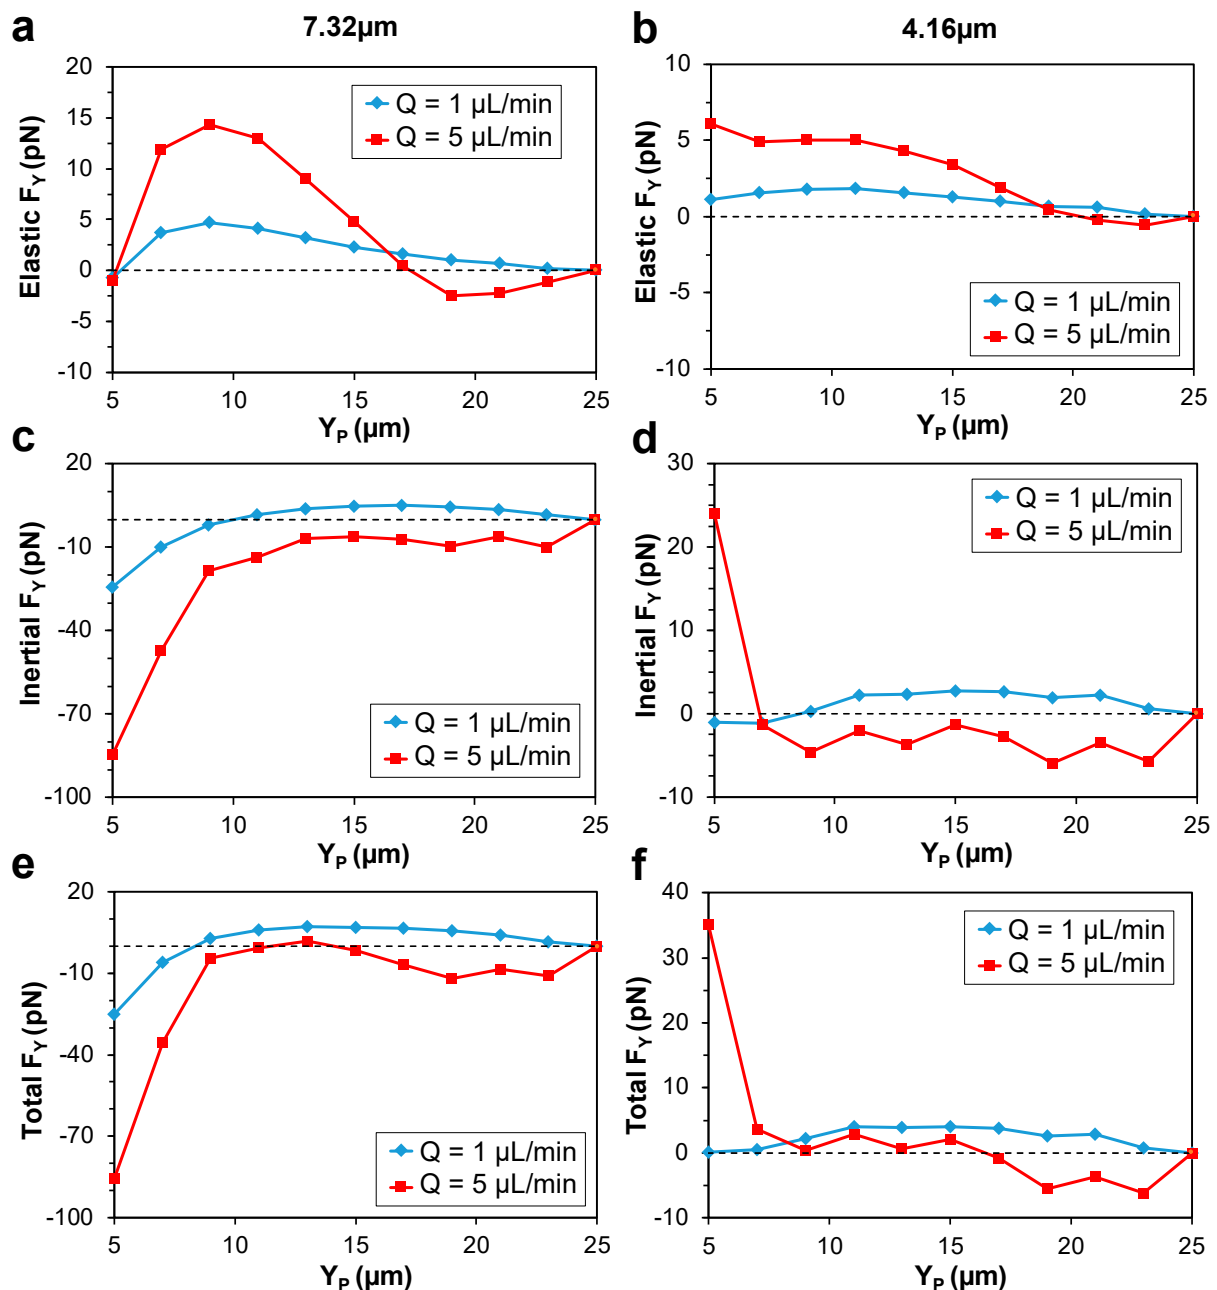 a
7.32µm
b
4.16µm
20
15
10
5
0
-5
-10
Elastic F_Y (pN)
Q = 1 µL/min
Q = 5 µL/min
5
10
15
20
25
Y_P (µm)
10
5
0
-5
-10
Elastic F_Y (pN)
Q = 1 µL/min
Q = 5 µL/min
5
10
15
20
25
Y_P (µm)
c
20
-10
-40
-70
-100
Inertial F_Y (pN)
Q = 1 µL/min
Q = 5 µL/min
5
10
15
20
25
Y_P (µm)
d
30
20
10
0
-10
Inertial F_Y (pN)
Q = 1 µL/min
Q = 5 µL/min
5
10
15
20
25
Y_P (µm)
e
20
-10
-40
-70
-100
Total F_Y (pN)
Q = 1 µL/min
Q = 5 µL/min
5
10
15
20
25
Y_P (µm)
f
40
30
20
10
0
-10
Total F_Y (pN)
Q = 1 µL/min
Q = 5 µL/min
5
10
15
20
25
Y_P (µm)